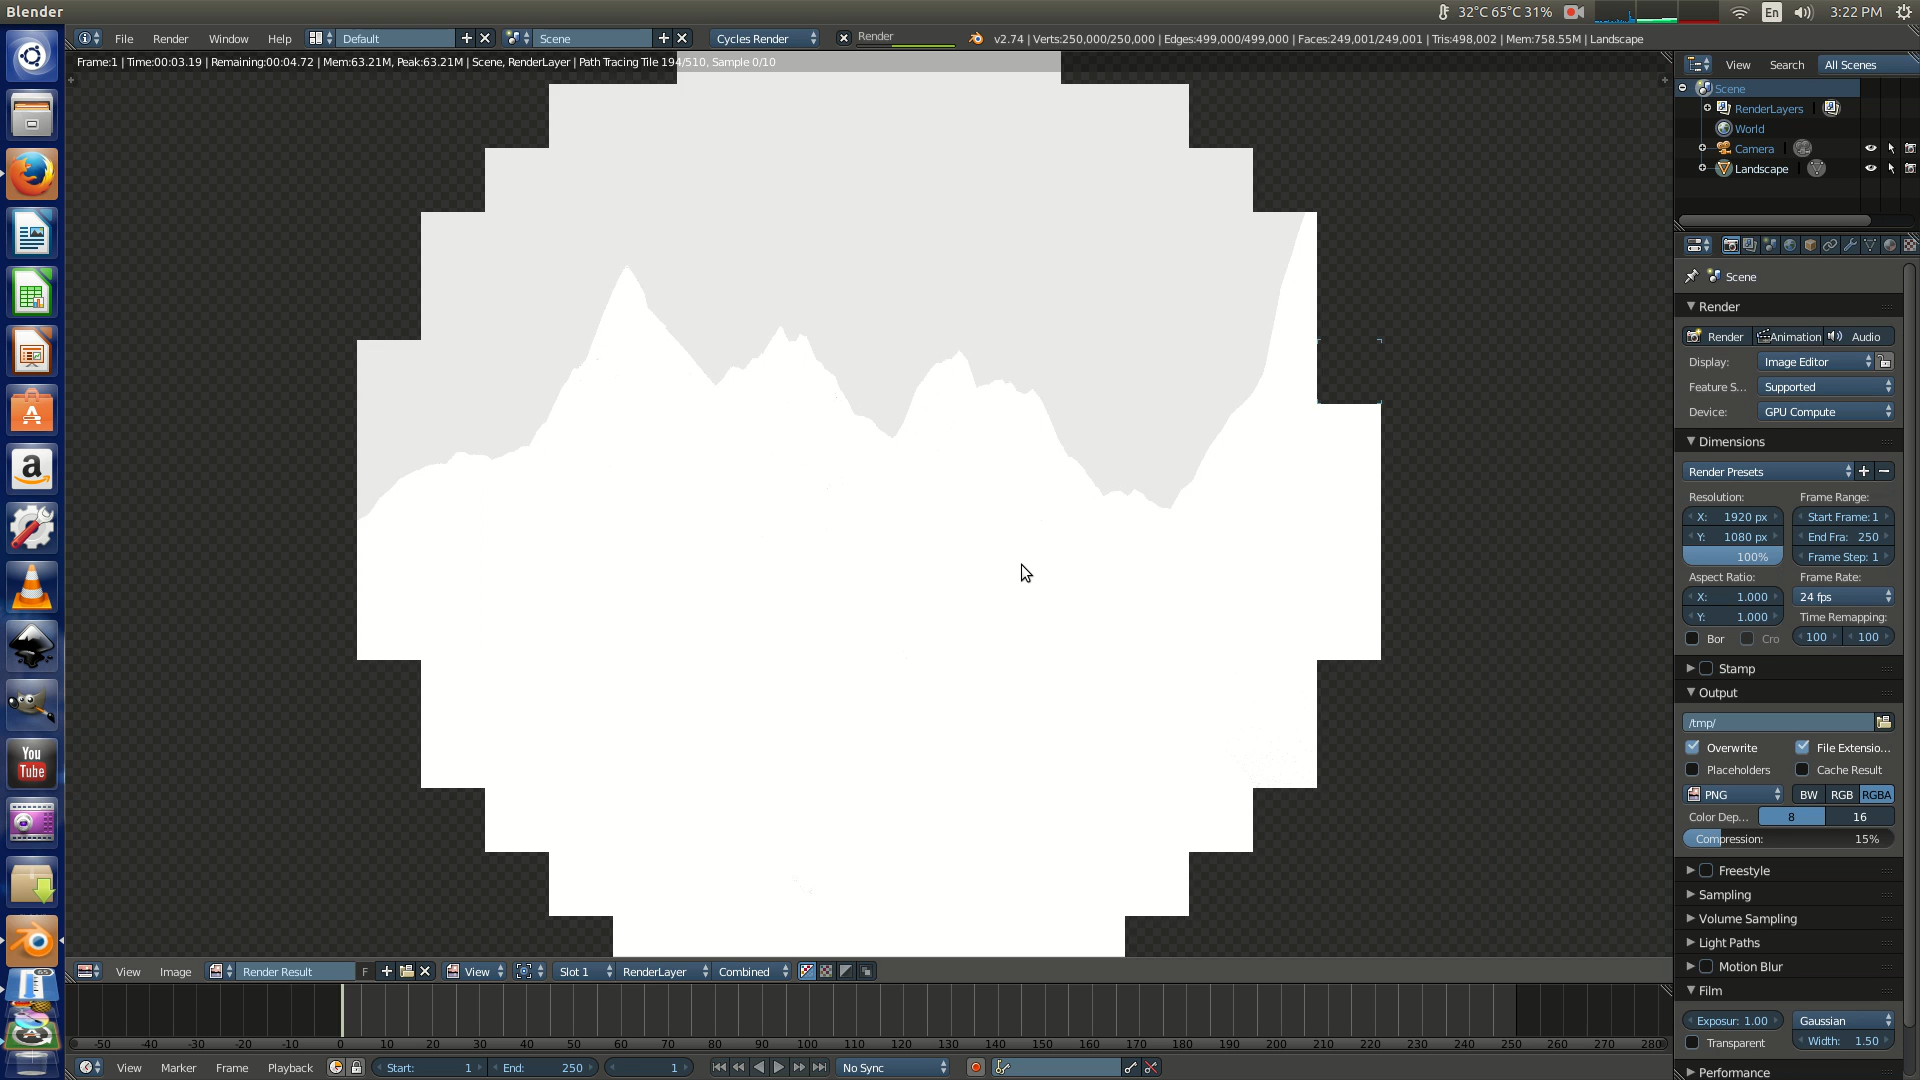 Blender
32°C 65°C 31%
En
3:22 PM
File Render Window Help
Default
Scene
Cycles Render
Render
v2.74 | Verts:250,000/250,000 | Edges:499,000/499,000 | Faces:249,001/249,001 | Tris:498,002 | Mem:758.55M | Landscape
Frame:1 | Time:00:03.19 | Remaining:00:04.72 | Mem:63.21M, Peak:63.21M | Scene, RenderLayer | Path Tracing Tile 194/510, Sample 0/10
View Search All Scenes
Scene
RenderLayers
World
Camera
Landscape
Scene
Render
Render Animation Audio
Display: Image Editor
Feature S... Supported
Device: GPU Compute
Dimensions
Render Presets
Resolution: Frame Range:
X: 1920 px Start Frame: 1
Y: 1080 px End Fra: 250
100% Frame Step: 1
Aspect Ratio: Frame Rate:
X: 1.000 24 fps
Y: 1.000 Time Remapping:
Bor Cro 100 100
Stamp
Output
/tmp/
Overwrite File Extensio...
Placeholders Cache Result
PNG BW RGB RGBA
Color Dep... 8 16
Compression: 15%
Freestyle
Sampling
Volume Sampling
Light Paths
Motion Blur
Film
Exposur: 1.00 Gaussian
Transparent Width: 1.50
Performance
a
You
Tube
65
A
View Image Render Result F View Slot 1 RenderLayer Combined
-50 -40 -30 -20 -10 0 10 20 30 40 50 60 70 80 90 100 110 120 130 140 150 160 170 180 190 200 210 220 230 240 250 260 270 280
View Marker Frame Playback Start: 1 End: 250 1 No Sync